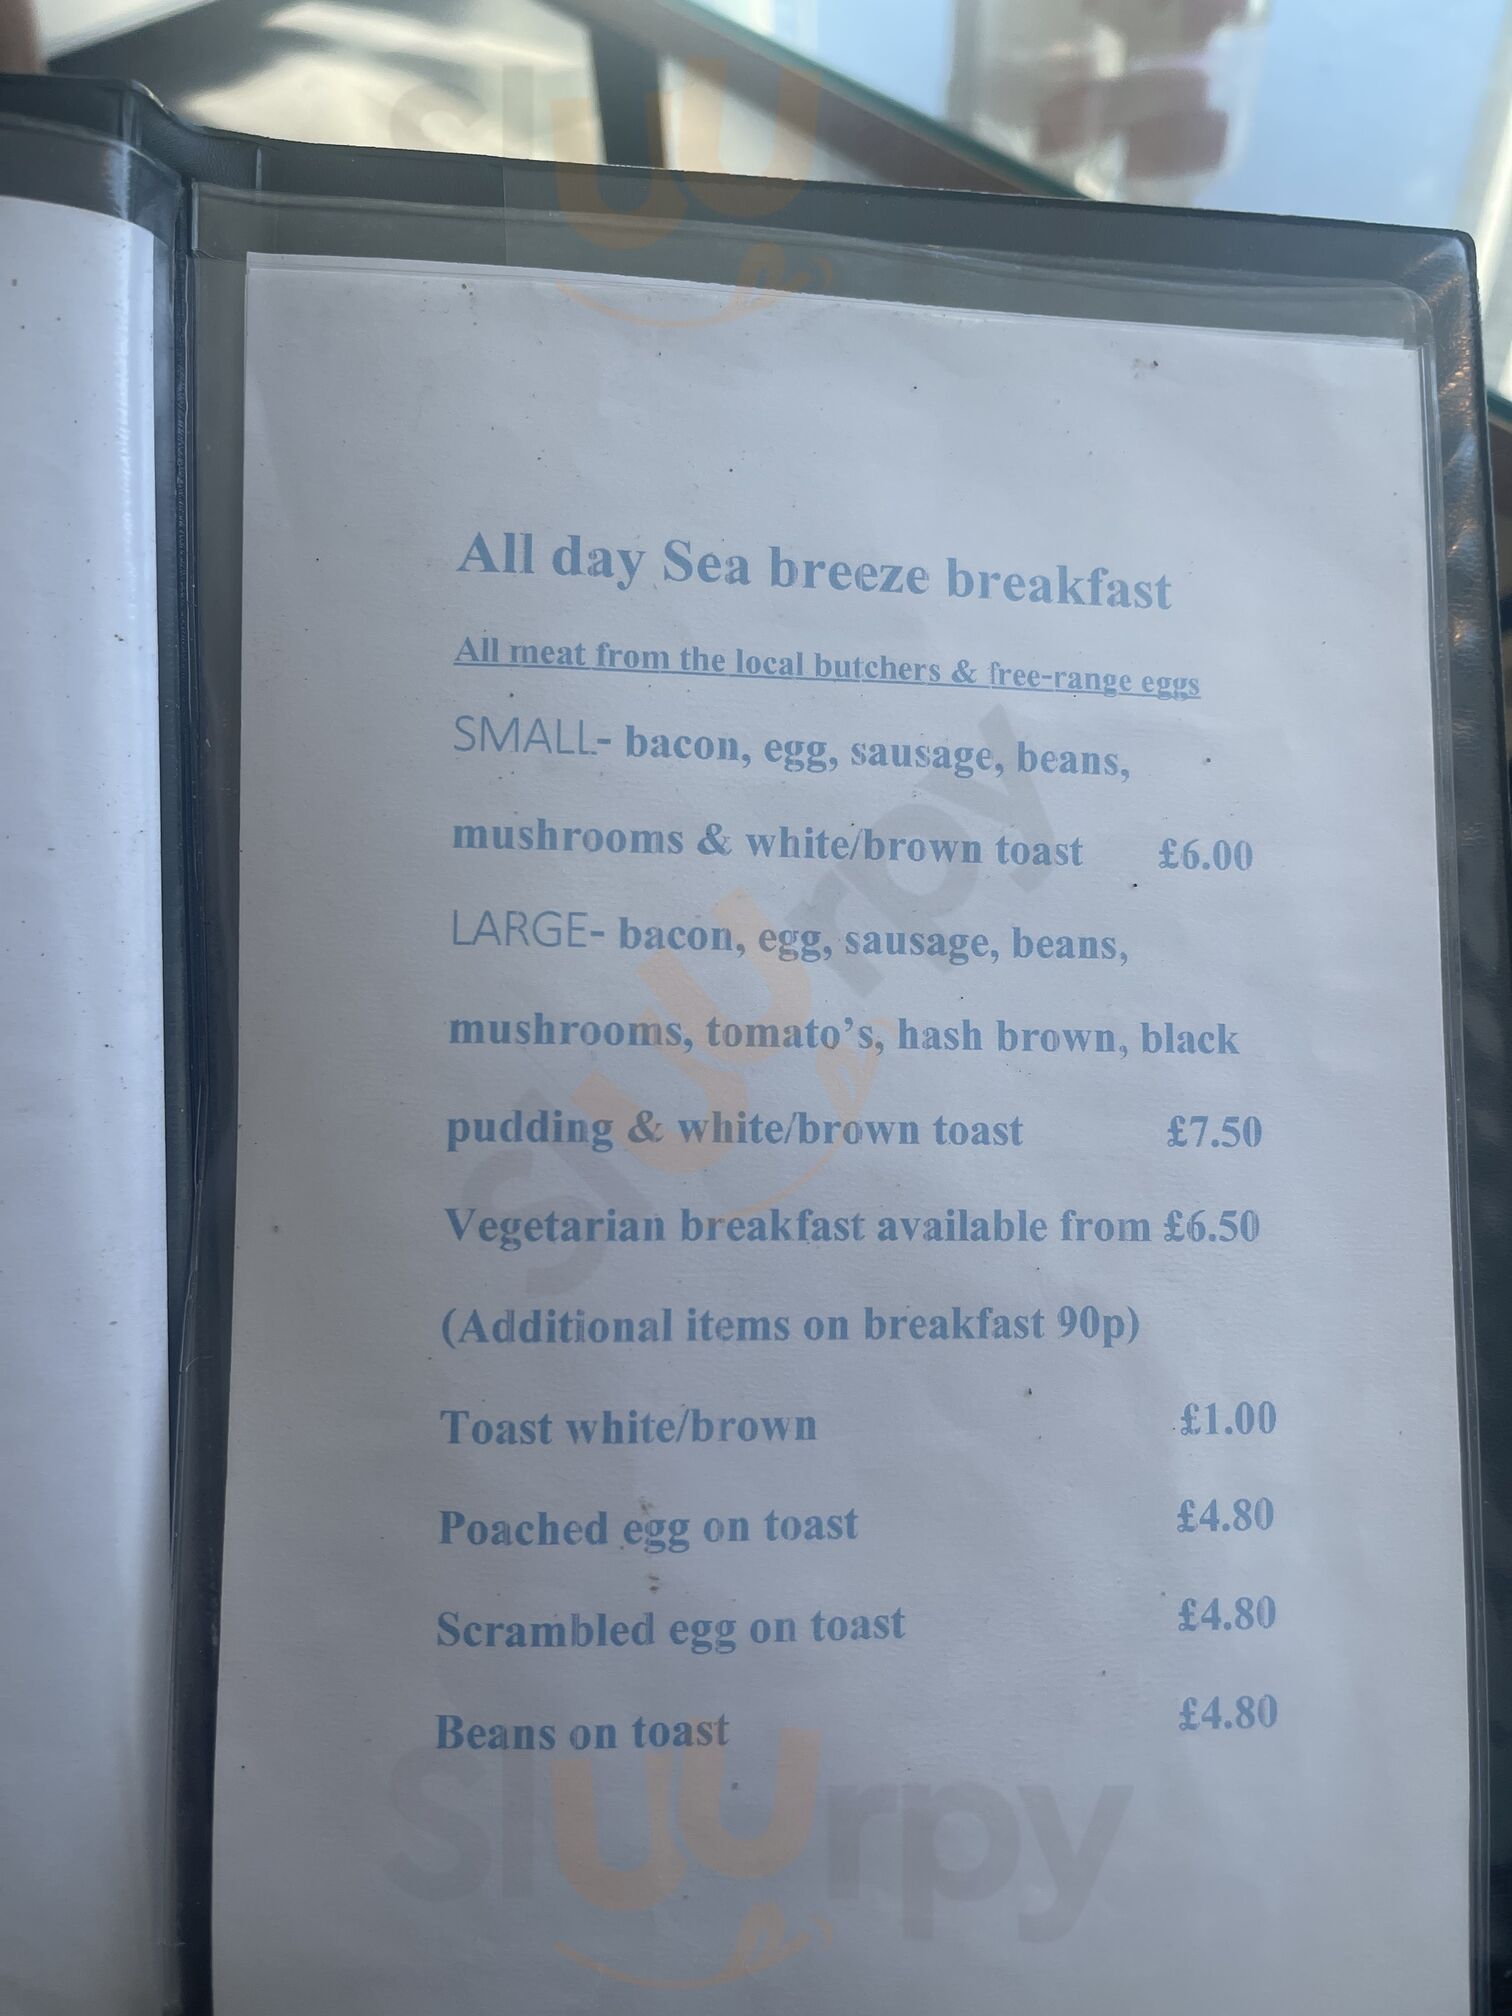 All day Sea breeze breakfast
All meat from the local butchers & free-range eggs
SMALL- bacon, egg, sausage, beans,
mushrooms & white/brown toast £6.00
LARGE- bacon, egg, sausage, beans,
mushrooms, tomato's, hash brown, black
pudding & white/brown toast £7.50
Vegetarian breakfast available from £6.50
(Additional items on breakfast 90p)
Toast white/brown £1.00
Poached egg on toast £4.80
Scrambled egg on toast £4.80
Beans on toast £4.80
sluurpy
sluurpy
sluurpy